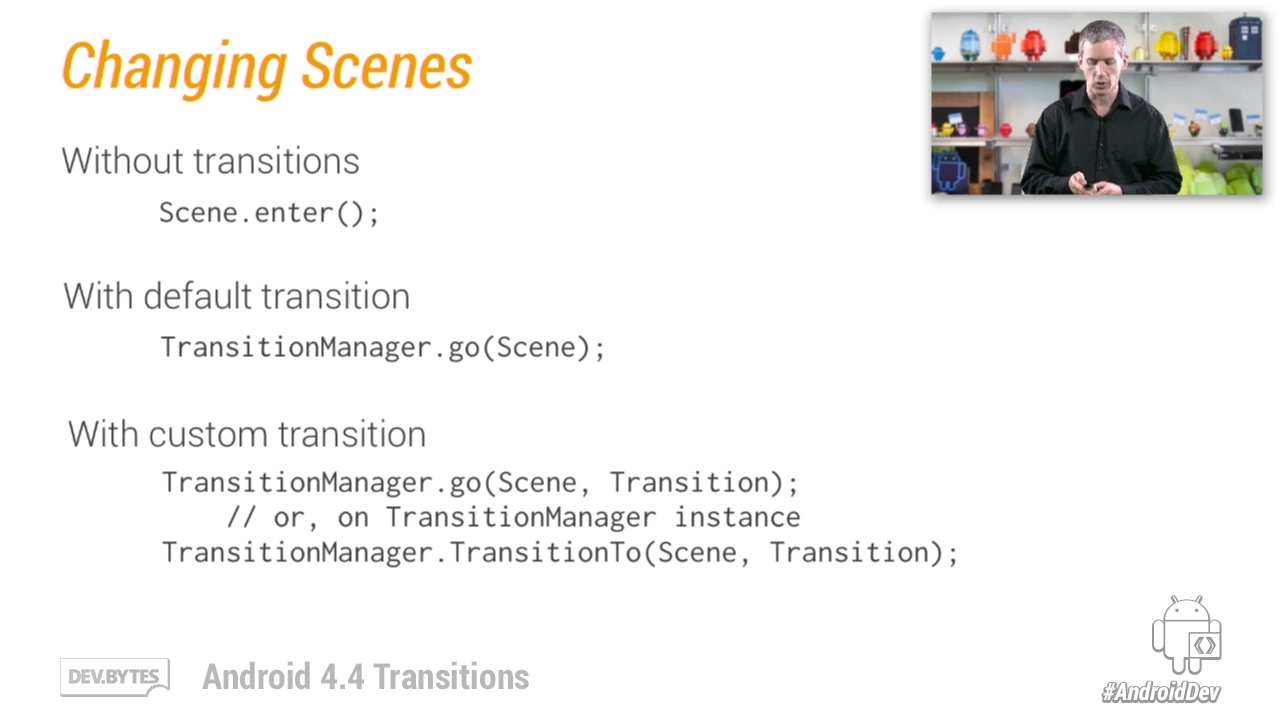 Changing Scenes
Without transitions
Scene.enter();
With default transition
TransitionManager.go(Scene);
With custom transition
TransitionManager.go(Scene, Transition);
// or, on TransitionManager instance
TransitionManager.TransitionTo(Scene, Transition);
DEV.BYTES
Android 4.4 Transitions
#AndroidDev